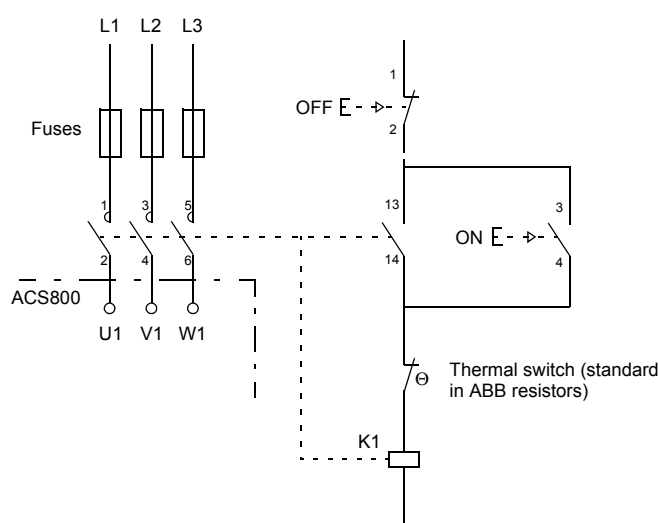 L1 L2 L3
1
OFF
2
Fuses
1 3 5
13
3
ON
2 4 6
14
4
ACS800
U1 V1 W1
Θ
Thermal switch (standard
in ABB resistors)
K1